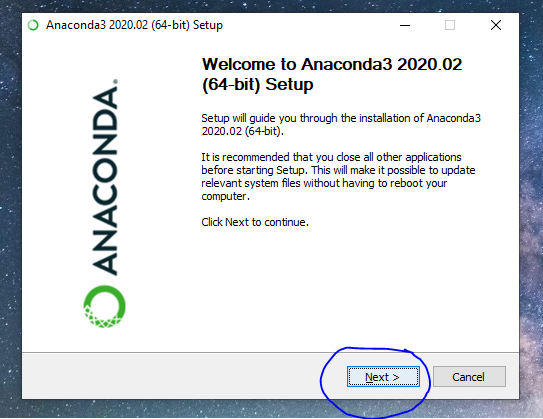 Anaconda3 2020.02 (64-bit) Setup
Welcome to Anaconda3 2020.02
(64-bit) Setup
Setup will guide you through the installation of Anaconda3
2020.02 (64-bit).
It is recommended that you close all other applications
before starting Setup. This will make it possible to update
relevant system files without having to reboot your
computer.
Click Next to continue.
ANACONDA.
Next >
Cancel